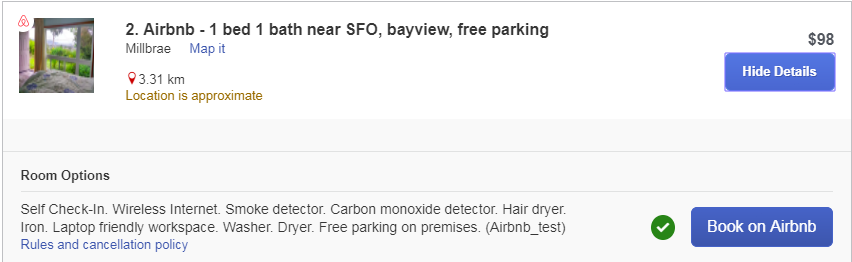 2. Airbnb - 1 bed 1 bath near SFO, bayview, free parking
Millbrae Map it
$98
3.31 km
Hide Details
Location is approximate
Room Options
Self Check-In. Wireless Internet. Smoke detector. Carbon monoxide detector. Hair dryer.
Iron. Laptop friendly workspace. Washer. Dryer. Free parking on premises. (Airbnb_test)
Rules and cancellation policy
Book on Airbnb